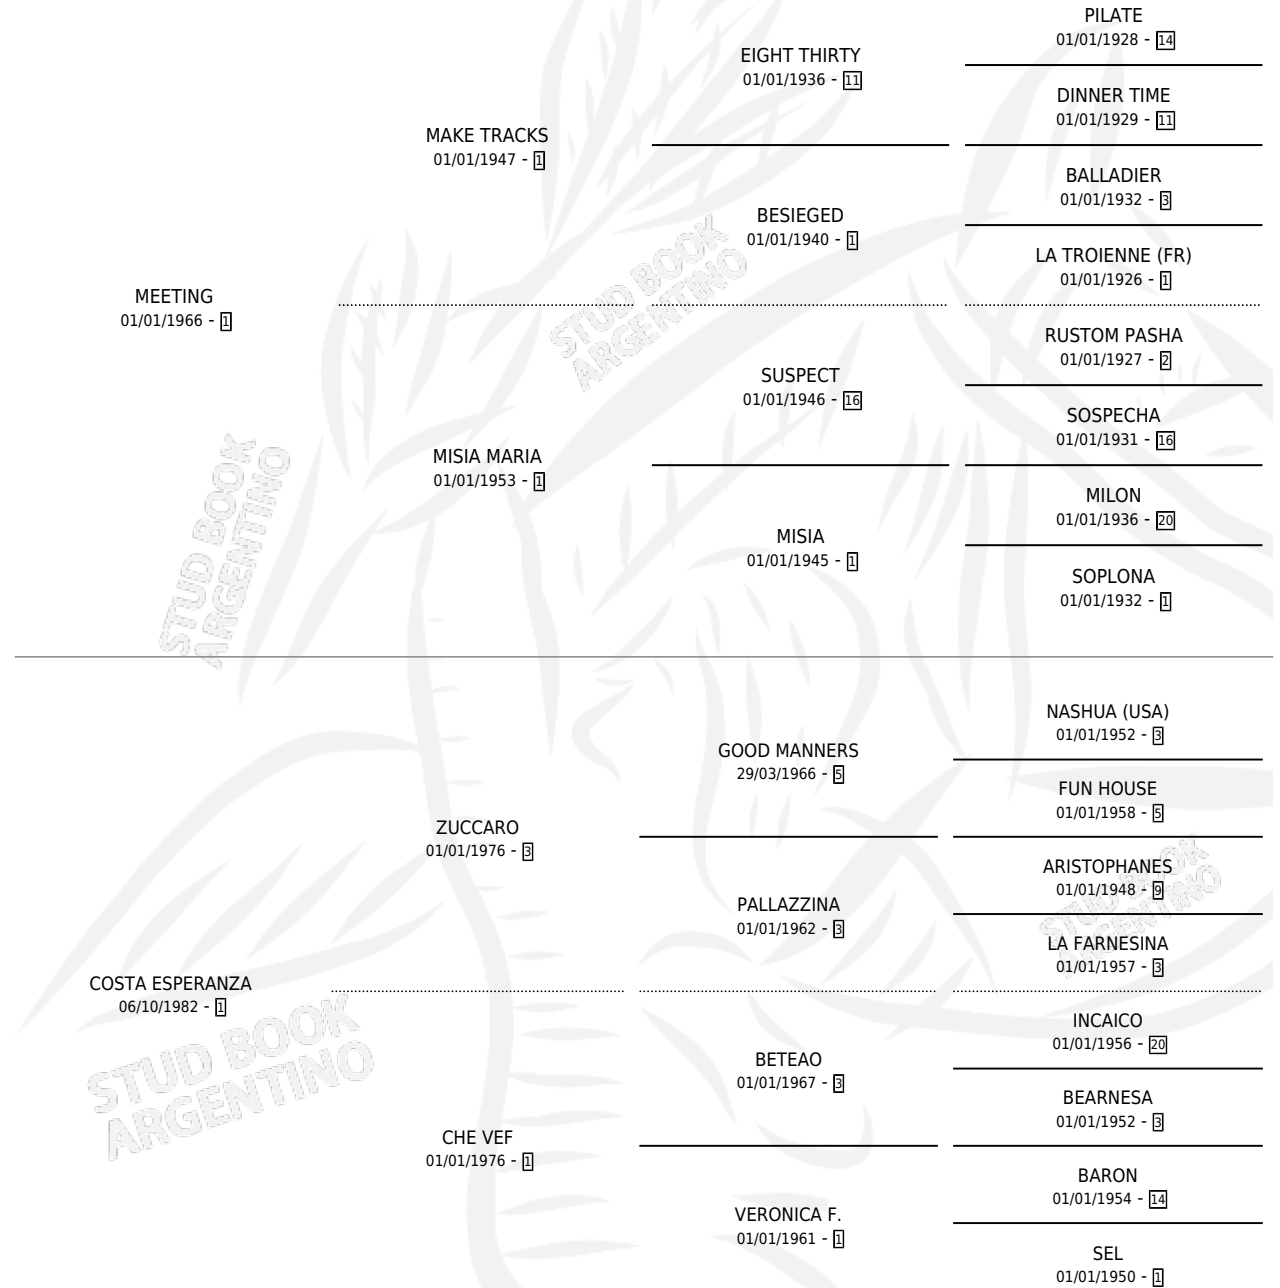 PILATE
01/01/1928 - 14
EIGHT THIRTY
01/01/1936 - 11
DINNER TIME
01/01/1929 - 11
MAKE TRACKS
01/01/1947 - 1
BALLADIER
01/01/1932 - 3
BESIEGED
01/01/1940 - 1
LA TROIENNE (FR)
01/01/1926 - 1
MEETING
01/01/1966 - 1
RUSTOM PASHA
01/01/1927 - 2
SUSPECT
01/01/1946 - 16
SOSPECHA
01/01/1931 - 16
MISIA MARIA
01/01/1953 - 1
MILON
01/01/1936 - 20
MISIA
01/01/1945 - 1
SOPLONA
01/01/1932 - 1
STUD BOOK
ARGENTINO
STUD BOOK
ARGENTINO
NASHUA (USA)
01/01/1952 - 3
GOOD MANNERS
29/03/1966 - 5
FUN HOUSE
01/01/1958 - 5
ZUCCARO
01/01/1976 - 3
ARISTOPHANES
01/01/1948 - 9
PALLAZZINA
01/01/1962 - 3
LA FARNESINA
01/01/1957 - 3
COSTA ESPERANZA
06/10/1982 - 1
INCAICO
01/01/1956 - 20
BETEAO
01/01/1967 - 3
BEARNESA
01/01/1952 - 3
CHE VEF
01/01/1976 - 1
BARON
01/01/1954 - 14
VERONICA F.
01/01/1961 - 1
SEL
01/01/1950 - 1
STUD BOOK
ARGENTINO
STUD BOOK
ARGENTINO